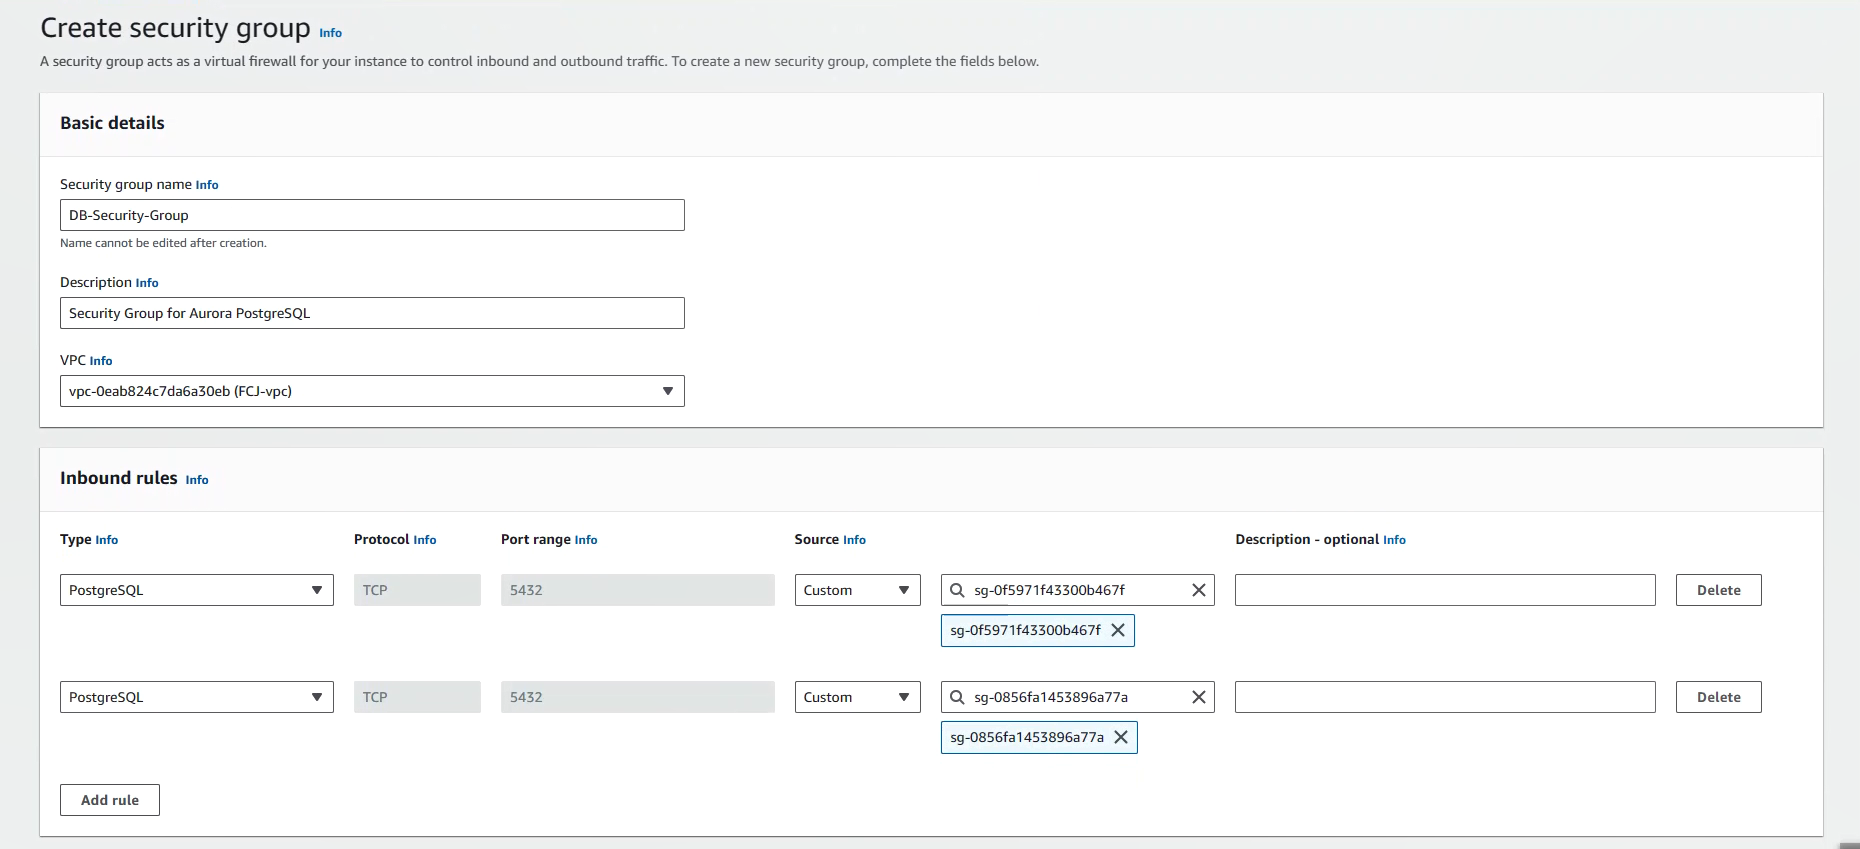 Create security group Info
A security group acts as a virtual firewall for your instance to control inbound and outbound traffic. To create a new security group, complete the fields below.
Basic details
Security group name Info
DB-Security-Group
Name cannot be edited after creation.
Description Info
Security Group for Aurora PostgreSQL
VPC Info
vpc-0eab824c7da6a30eb (FCJ-vpc)
Inbound rules Info
Type Info Protocol Info Port range Info Source Info Description - optional Info
PostgreSQL TCP 5432 Custom sg-0f5971f43300b467f Delete
sg-0f5971f43300b467f
PostgreSQL TCP 5432 Custom sg-0856fa1453896a77a Delete
sg-0856fa1453896a77a
Add rule